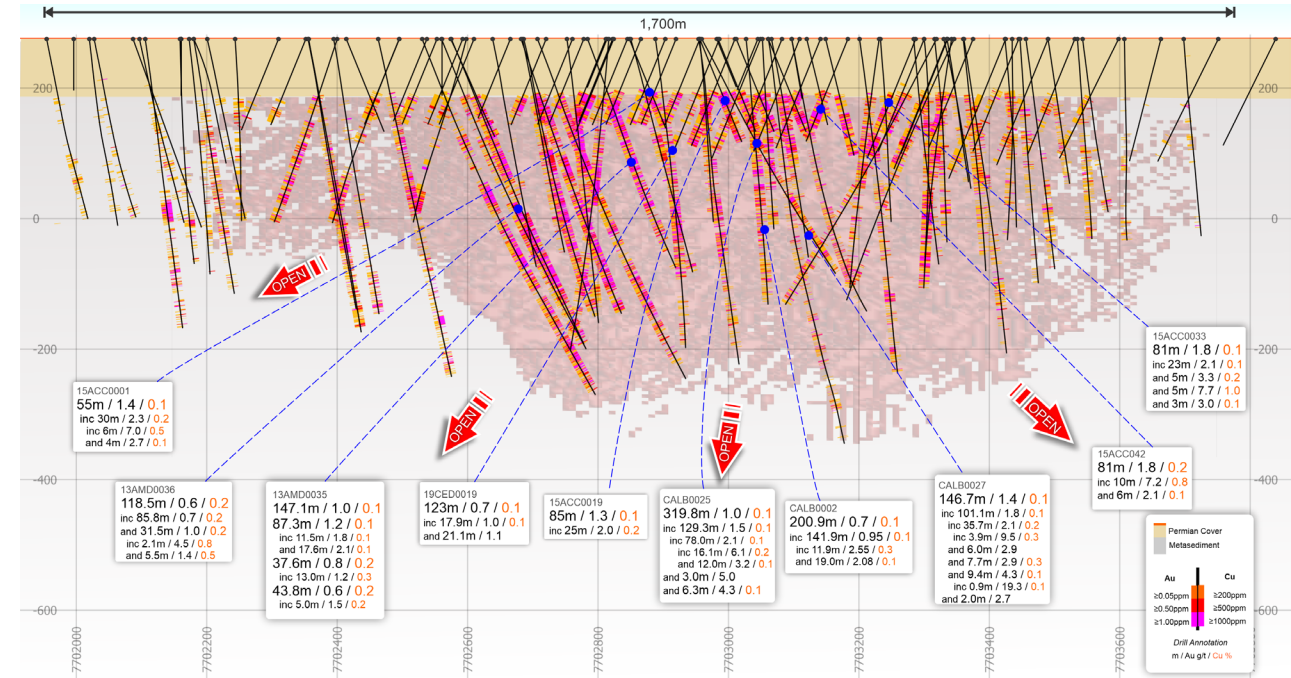 1,700m
200
200
0
0
-200
-200
-400
-400
-600
-600
OPEN
OPEN
OPEN
OPEN
15ACC0001
55m / 1.4 / 0.1
inc 30m / 2.3 / 0.2
inc 6m / 7.0 / 0.5
and 4m / 2.7 / 0.1
13AMD0036
118.5m / 0.6 / 0.2
inc 85.8m / 0.7 / 0.2
and 31.5m / 1.0 / 0.2
inc 2.1m / 4.5 / 0.8
and 5.5m / 1.4 / 0.5
13AMD0035
147.1m / 1.0 / 0.1
87.3m / 1.2 / 0.1
inc 11.5m / 1.8 / 0.1
and 17.6m / 2.1/ 0.1
37.6m / 0.8 / 0.2
inc 13.0m / 1.2 / 0.3
43.8m / 0.6 / 0.2
inc 5.0m / 1.5 / 0.2
19CED0019
123m / 0.7 / 0.1
inc 17.9m / 1.0 / 0.1
and 21.1m / 1.1
15ACC0019
85m / 1.3 / 0.1
inc 25m / 2.0 / 0.2
CALB0025
319.8m / 1.0 / 0.1
inc 129.3m / 1.5 / 0.1
inc 78.0m / 2.1 / 0.1
inc 16.1m / 6.1 / 0.2
and 12.0m / 3.2 / 0.1
and 3.0m / 5.0
and 6.3m / 4.3 / 0.1
CALB0002
200.9m / 0.7 / 0.1
inc 141.9m / 0.95 / 0.1
inc 11.9m / 2.55 / 0.3
and 19.0m / 2.08 / 0.1
CALB0027
146.7m / 1.4 / 0.1
inc 101.1m / 1.8 / 0.1
inc 35.7m / 2.1 / 0.2
inc 3.9m / 9.5 / 0.3
and 6.0m / 2.9
and 7.7m / 2.9 / 0.3
and 9.4m / 4.3 / 0.1
inc 0.9m / 19.3 / 0.1
and 2.0m / 2.7
15ACC042
81m / 1.8 / 0.2
inc 10m / 7.2 / 0.8
and 6m / 2.1 / 0.1
15ACC0033
81m / 1.8 / 0.1
inc 23m / 2.1 / 0.1
and 5m / 3.3 / 0.2
and 5m / 7.7 / 1.0
and 3m / 3.0 / 0.1
Permian Cover
Metasediment
Au Cu
≥0.05ppm ≥200ppm
≥0.50ppm ≥500ppm
≥1.00ppm ≥1000ppm
Drill Annotation
m / Au g/t / Cu %
7702000
7702200
7702400
7702600
7702800
7703000
7703200
7703400
7703600